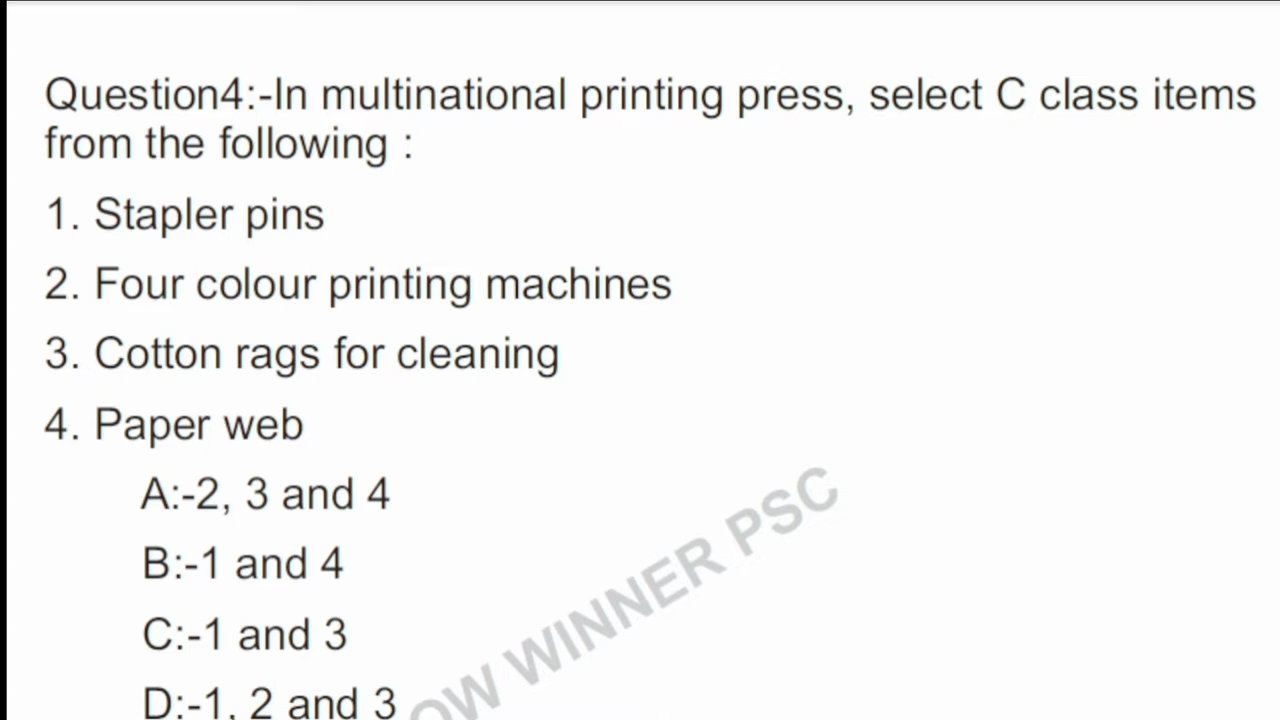 Question4:-In multinational printing press, select C class items
from the following :
1. Stapler pins
2. Four colour printing machines
3. Cotton rags for cleaning
4. Paper web
A:-2, 3 and 4
B:-1 and 4
C:-1 and 3
D:-1, 2 and 3
OW WINNER PSC